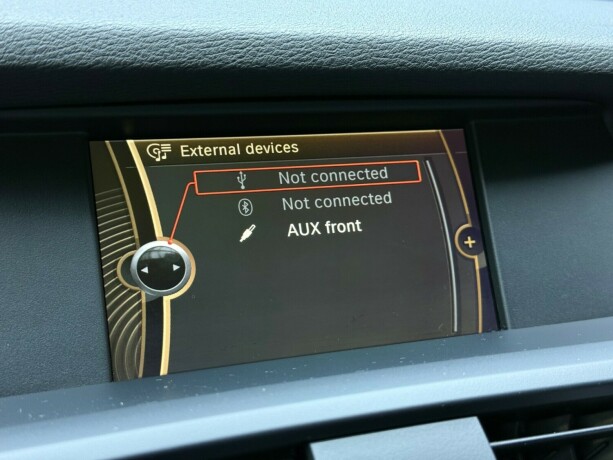 External devices
Not connected
Not connected
AUX front
+